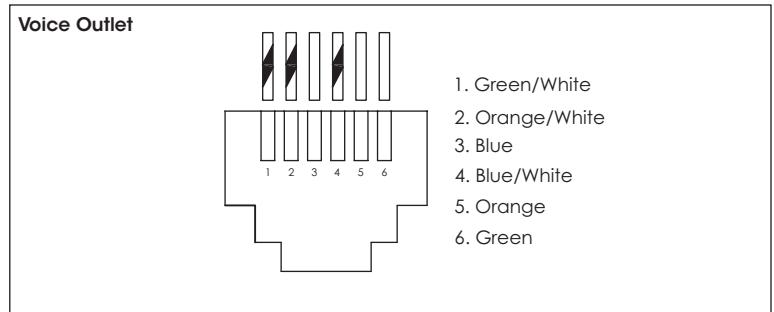 Voice Outlet
1. Green/White
2. Orange/White
3. Blue
4. Blue/White
5. Orange
6. Green
1 2 3 4 5 6